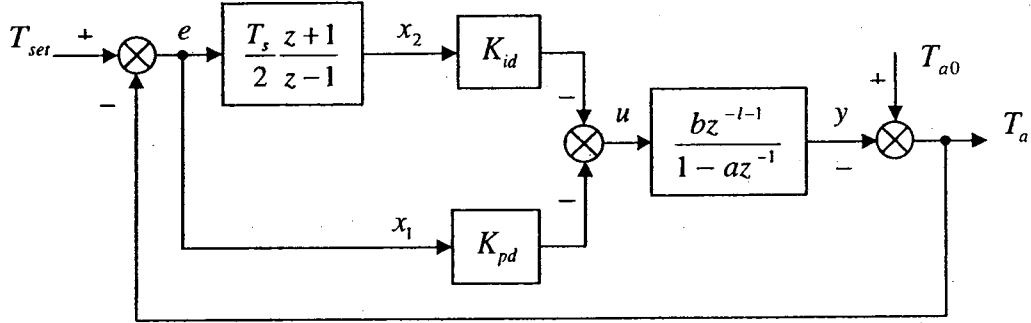 T_set + e T_s/2 z+1/z−1 x_2 K_id + T_a0
− − u bz^{−l−1}/1−az^{−1} y − T_a
x_1 K_pd −